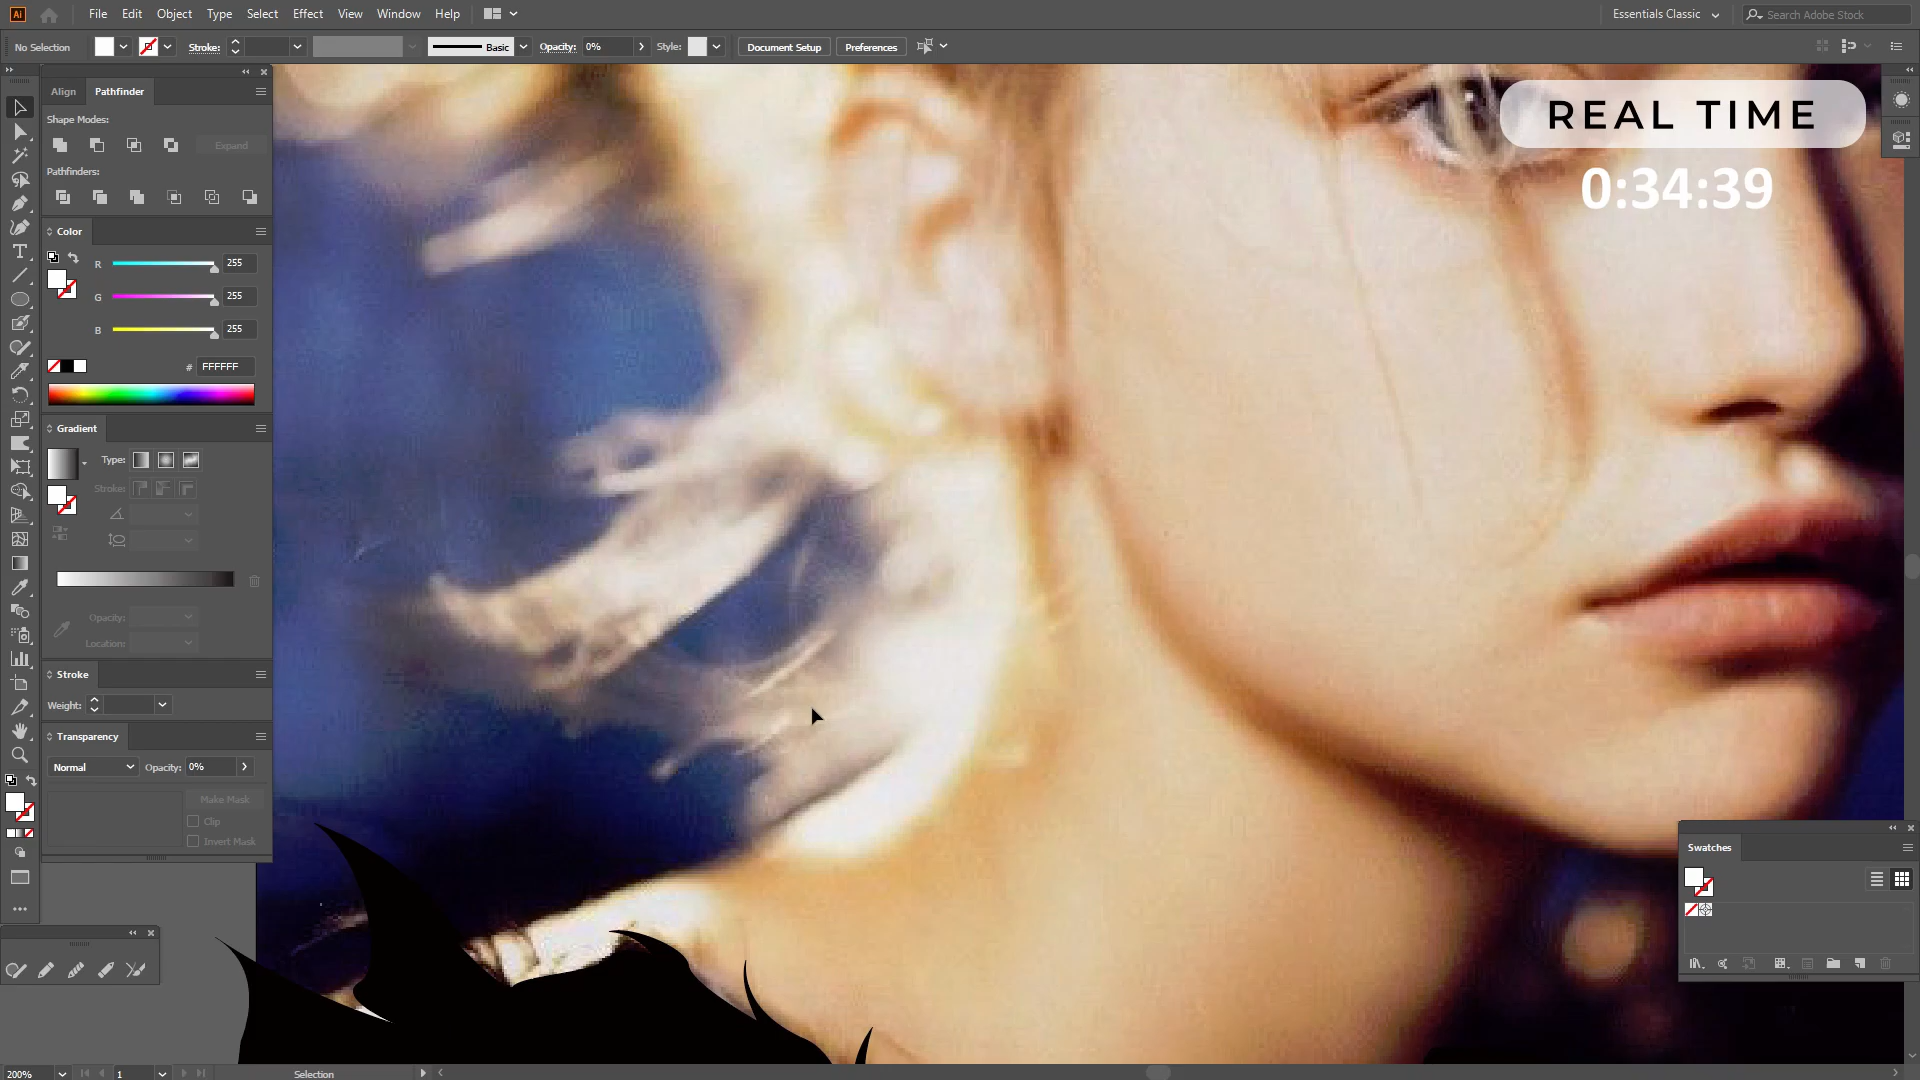 Ai File Edit Object Type Select Effect View Window Help Essentials Classic Search Adobe Stock
No Selection Stroke: Basic Opacity: 0% Style: Document Setup Preferences
Align Pathfinder
Shape Modes:
Expand
Pathfinders:
Color
R 255
G 255
B 255
# FFFFFF
Gradient
Type:
Stroke:
Opacity:
Location:
Stroke
Weight:
Transparency
Normal Opacity: 0%
Make Mask
Clip
Invert Mask
REAL TIME
0:34:39
Swatches
200% 1 Selection